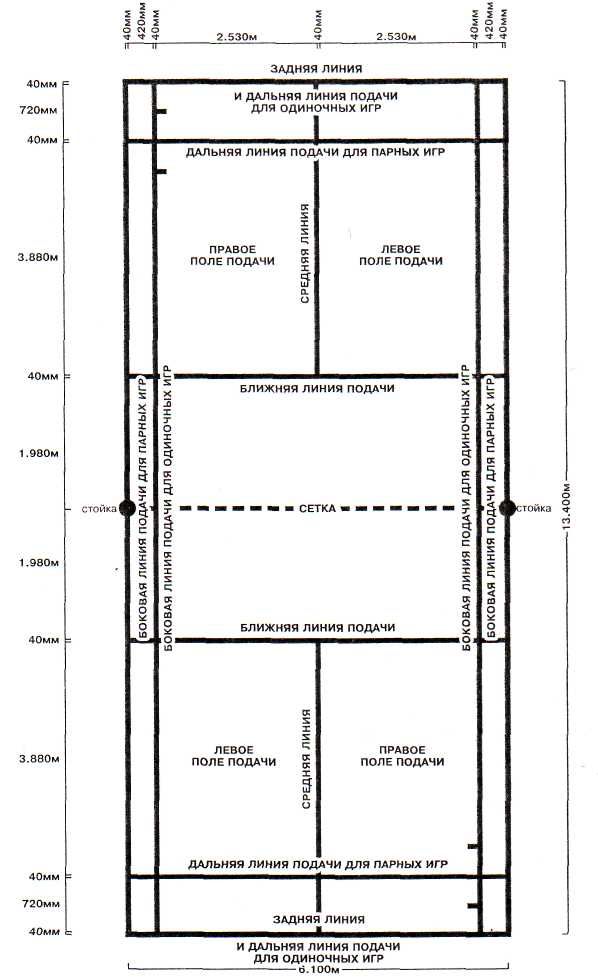 40мм
420мм
40мм
2.530м
40мм
2.530м
40мм
420мм
40мм
ЗАДНЯЯ ЛИНИЯ
40мм
И ДАЛЬНАЯ ЛИНИЯ ПОДАЧИ
ДЛЯ ОДИНОЧНЫХ ИГР
720мм
40мм
ДАЛЬНАЯ ЛИНИЯ ПОДАЧИ ДЛЯ ПАРНЫХ ИГР
СРЕДНЯЯ ЛИНИЯ
ПРАВОЕ
ПОЛЕ ПОДАЧИ
ЛЕВОЕ
ПОЛЕ ПОДАЧИ
3.880м
40мм
БЛИЖНЯЯ ЛИНИЯ ПОДАЧИ
БОКОВАЯ ЛИНИЯ ПОДАЧИ ДЛЯ ПАРНЫХ ИГР
БОКОВАЯ ЛИНИЯ ПОДАЧИ ДЛЯ ОДИНОЧНЫХ ИГР
БОКОВАЯ ЛИНИЯ ПОДАЧИ ДЛЯ ОДИНОЧНЫХ ИГР
БОКОВАЯ ЛИНИЯ ПОДАЧИ ДЛЯ ПАРНЫХ ИГР
1.980м
стойка
СЕТКА
стойка
13.400м
1.980м
40мм
БЛИЖНЯЯ ЛИНИЯ ПОДАЧИ
СРЕДНЯЯ ЛИНИЯ
3.880м
ЛЕВОЕ
ПОЛЕ ПОДАЧИ
ПРАВОЕ
ПОЛЕ ПОДАЧИ
ДАЛЬНАЯ ЛИНИЯ ПОДАЧИ ДЛЯ ПАРНЫХ ИГР
40мм
720мм
ЗАДНЯЯ ЛИНИЯ
40мм
И ДАЛЬНАЯ ЛИНИЯ ПОДАЧИ
ДЛЯ ОДИНОЧНЫХ ИГР
6.100м